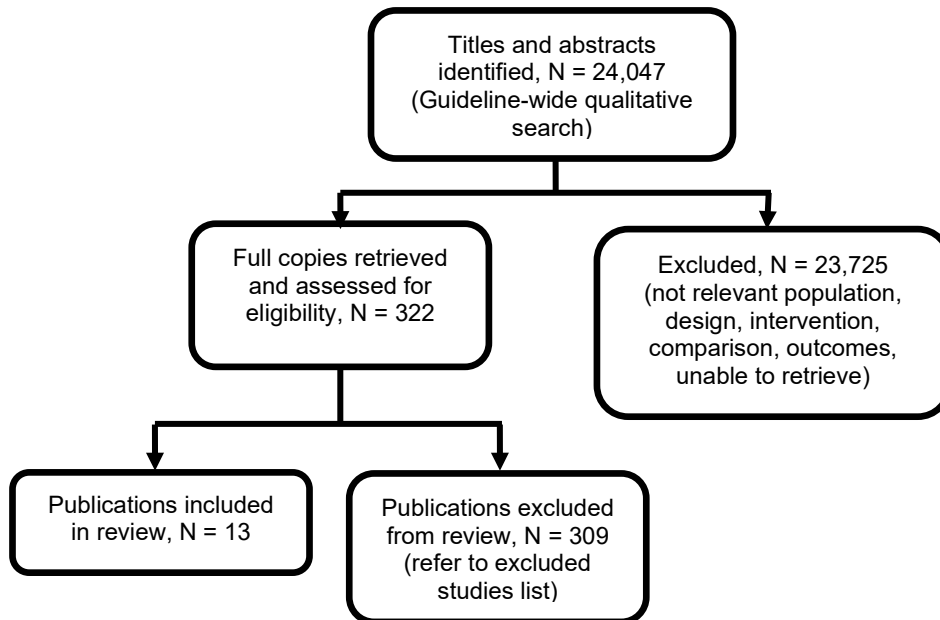 Titles and abstracts
identified, N = 24,047
(Guideline-wide qualitative
search)
Full copies retrieved
and assessed for
eligibility, N = 322
Excluded, N = 23,725
(not relevant population,
design, intervention,
comparison, outcomes,
unable to retrieve)
Publications included
in review, N = 13
Publications excluded
from review, N = 309
(refer to excluded
studies list)